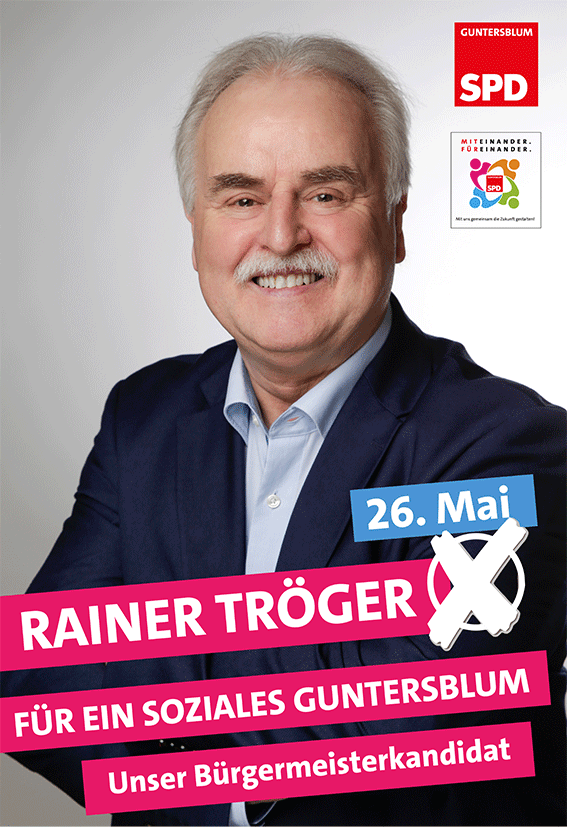 GUNTERSBLUM
SPD
MITEINANDER.
FÜREINANDER.
SPD
Mit uns gemeinsam die Zukunft gestalten!
26. Mai
RAINER TRÖGER
FÜR EIN SOZIALES GUNTERSBLUM
Unser Bürgermeisterkandidat